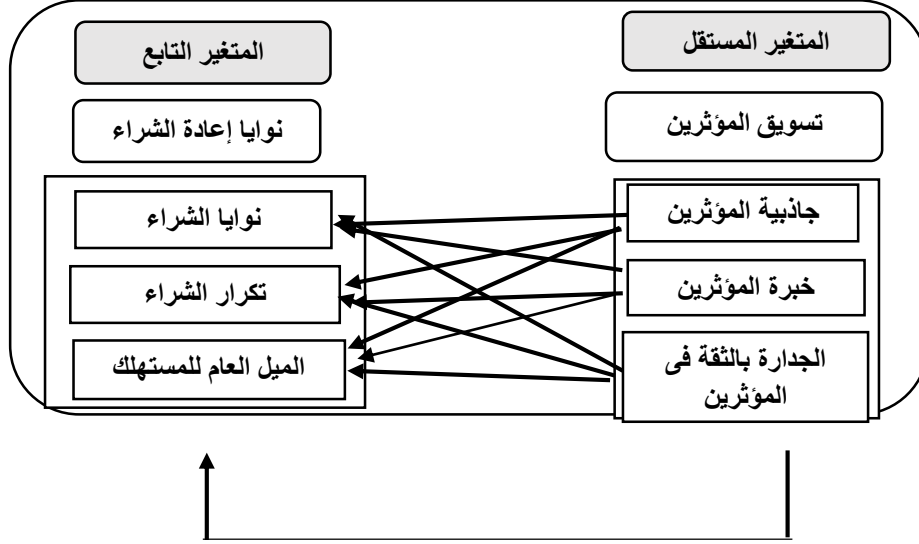 المتغير المستقل
المتغير التابع
تسويق المؤثرين
نوايا إعادة الشراء
جاذبية المؤثرين
نوايا الشراء
خبرة المؤثرين
تكرار الشراء
الجدارة بالثقة فى
المؤثرين
الميل العام للمستهلك